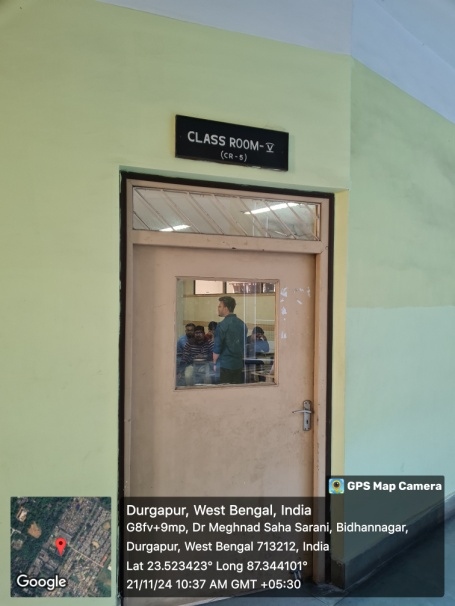 CLASS ROOM-V
(CR-5)
GPS Map Camera
Durgapur, West Bengal, India
G8fv+9mp, Dr Meghnad Saha Sarani, Bidhannagar,
Durgapur, West Bengal 713212, India
Lat 23.523423° Long 87.344101°
21/11/24 10:37 AM GMT +05:30
Google